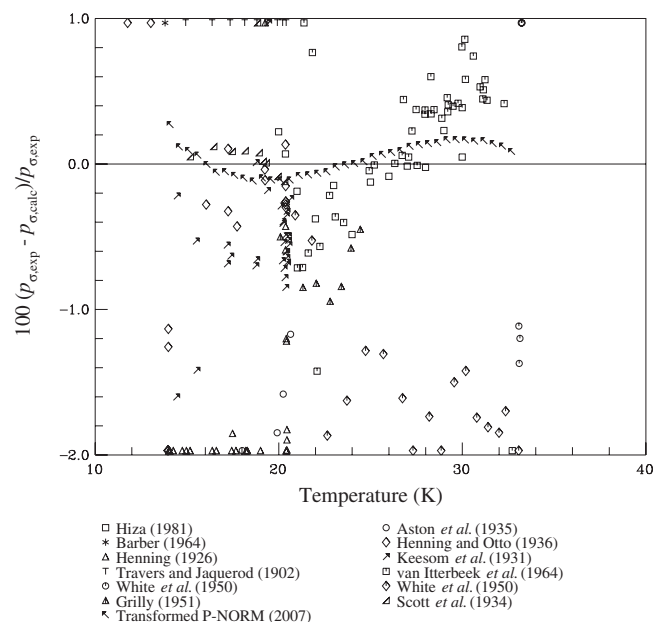 1.0
0.0
-1.0
-2.0
100 (pσ,exp - pσ,calc)/pσ,exp
10 20 30 40
Temperature (K)
Hiza (1981)
Barber (1964)
Henning (1926)
Travers and Jaquerod (1902)
White et al. (1950)
Grilly (1951)
Transformed P-NORM (2007)
Aston et al. (1935)
Henning and Otto (1936)
Keesom et al. (1931)
van Itterbeek et al. (1964)
White et al. (1950)
Scott et al. (1934)